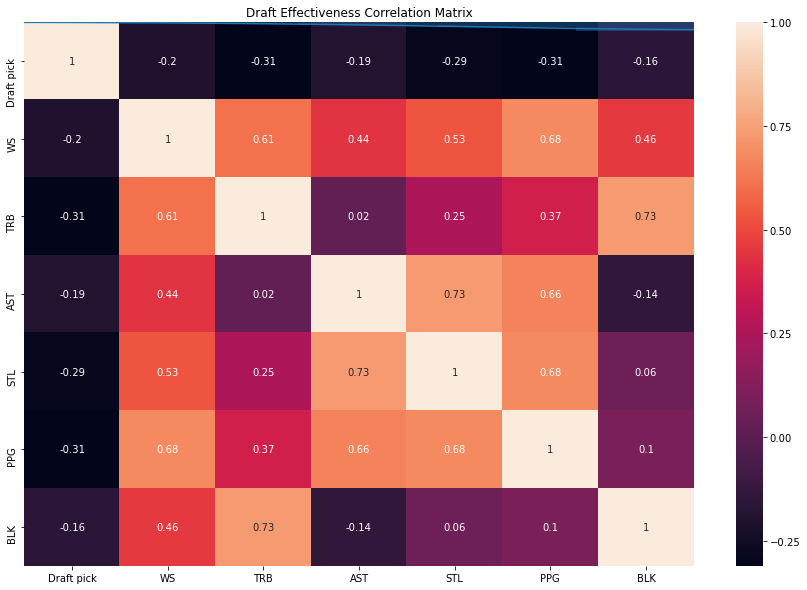 Draft Effectiveness Correlation Matrix
Draft pick 1 -0.2 -0.31 -0.19 -0.29 -0.31 -0.16
WS -0.2 1 0.61 0.44 0.53 0.68 0.46
TRB -0.31 0.61 1 0.02 0.25 0.37 0.73
AST -0.19 0.44 0.02 1 0.73 0.66 -0.14
STL -0.29 0.53 0.25 0.73 1 0.68 0.06
PPG -0.31 0.68 0.37 0.66 0.68 1 0.1
BLK -0.16 0.46 0.73 -0.14 0.06 0.1 1
Draft pick WS TRB AST STL PPG BLK
1.00
0.75
0.50
0.25
0.00
−0.25